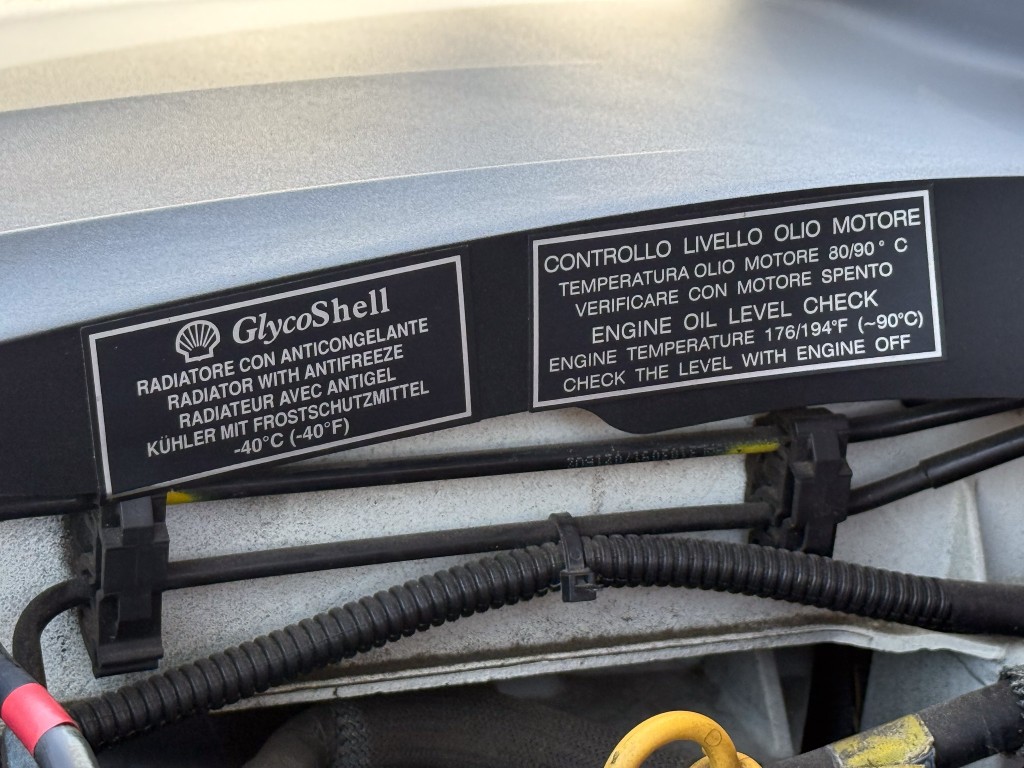 GlycoShell
RADIATORE CON ANTICONGELANTE
RADIATOR WITH ANTIFREEZE
RADIATEUR AVEC ANTIGEL
KÜHLER MIT FROSTSCHUTZMITTEL
-40°C (-40°F)
CONTROLLO LIVELLO OLIO MOTORE
TEMPERATURA OLIO MOTORE 80/90° C
VERIFICARE CON MOTORE SPENTO
ENGINE OIL LEVEL CHECK
ENGINE TEMPERATURE 176/194°F (~90°C)
CHECK THE LEVEL WITH ENGINE OFF